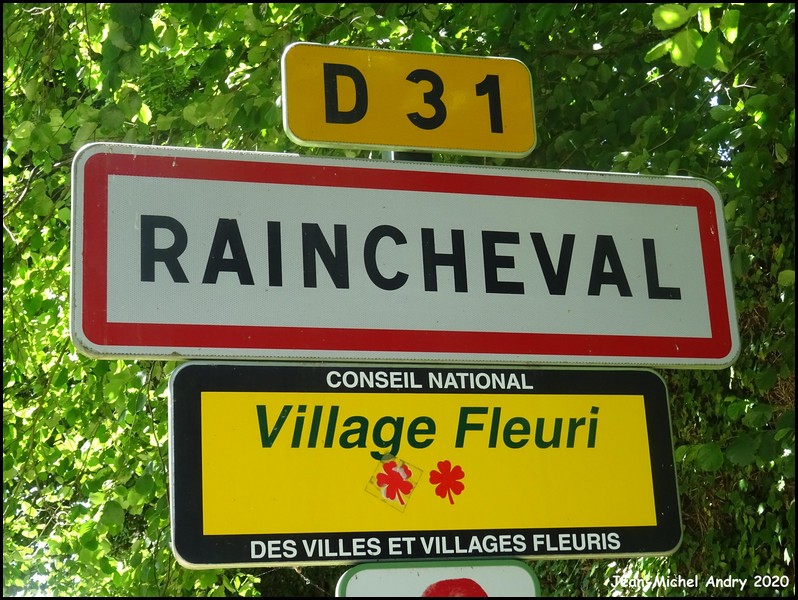 D 31
RAINCHEVAL
CONSEIL NATIONAL
Village Fleuri
DES VILLES ET VILLAGES FLEURIS
Jean-Michel Andry 2020